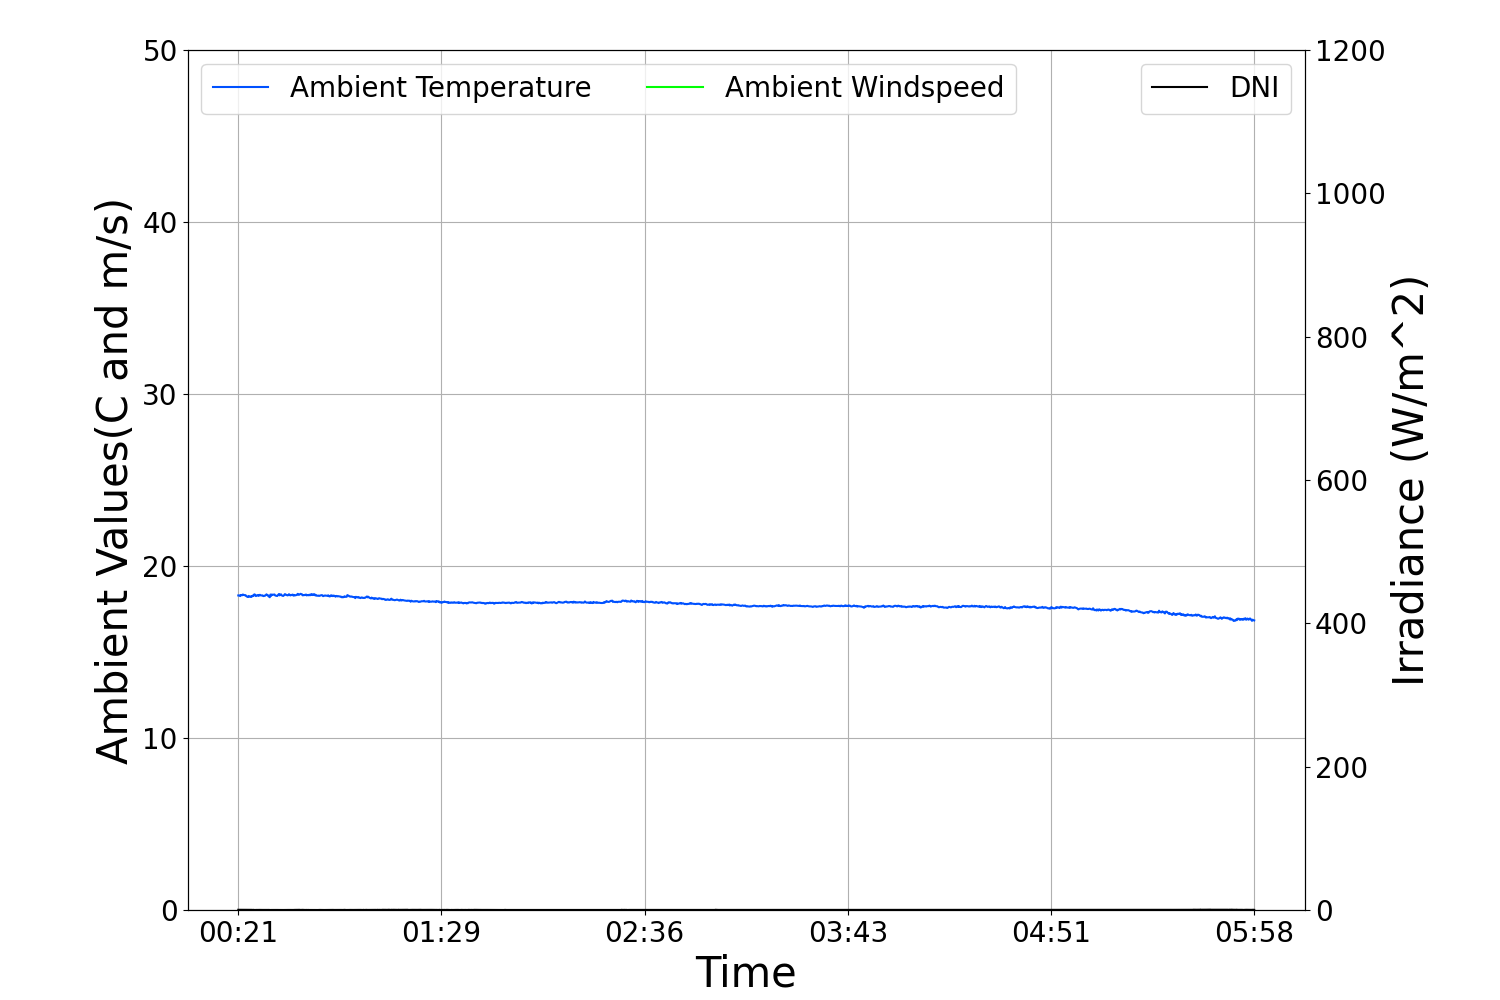 Ambient Temperature
Ambient Windspeed
DNI
Ambient Values(C and m/s)
50
40
30
20
10
0
1200
1000
800
600
400
200
0
Irradiance (W/m^2)
00:21 01:29 02:36 03:43 04:51 05:58
Time